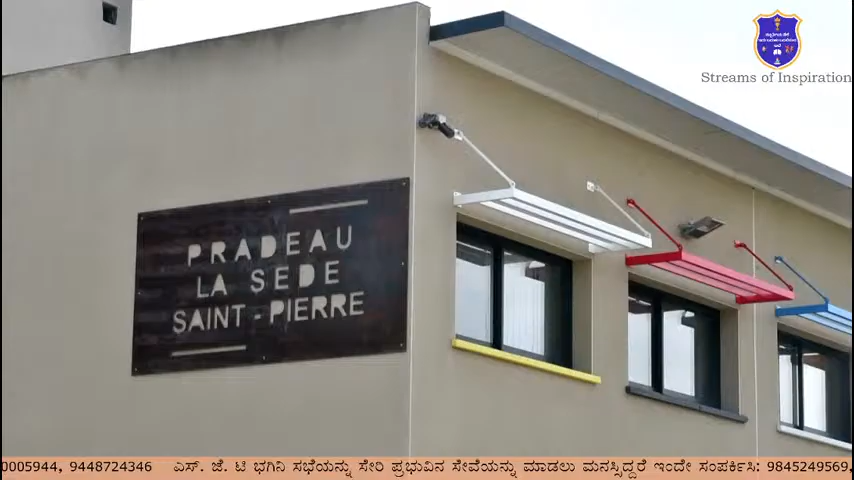 Streams of Inspiration
PRADEAU
LA SEDE
SAINT-PIERRE
0005944, 9448724346 ಎಸ್. ಜೆ. ಟಿ ಭಗಿನಿ ಸಭೆಯನ್ನು ಸೇರಿ ಪ್ರಭುವಿನ ಸೇವೆಯನ್ನು ಮಾಡಲು ಮನಸ್ಸಿದ್ದರೆ ಇಂದೇ ಸಂಪರ್ಕಿಸಿ: 9845249569,